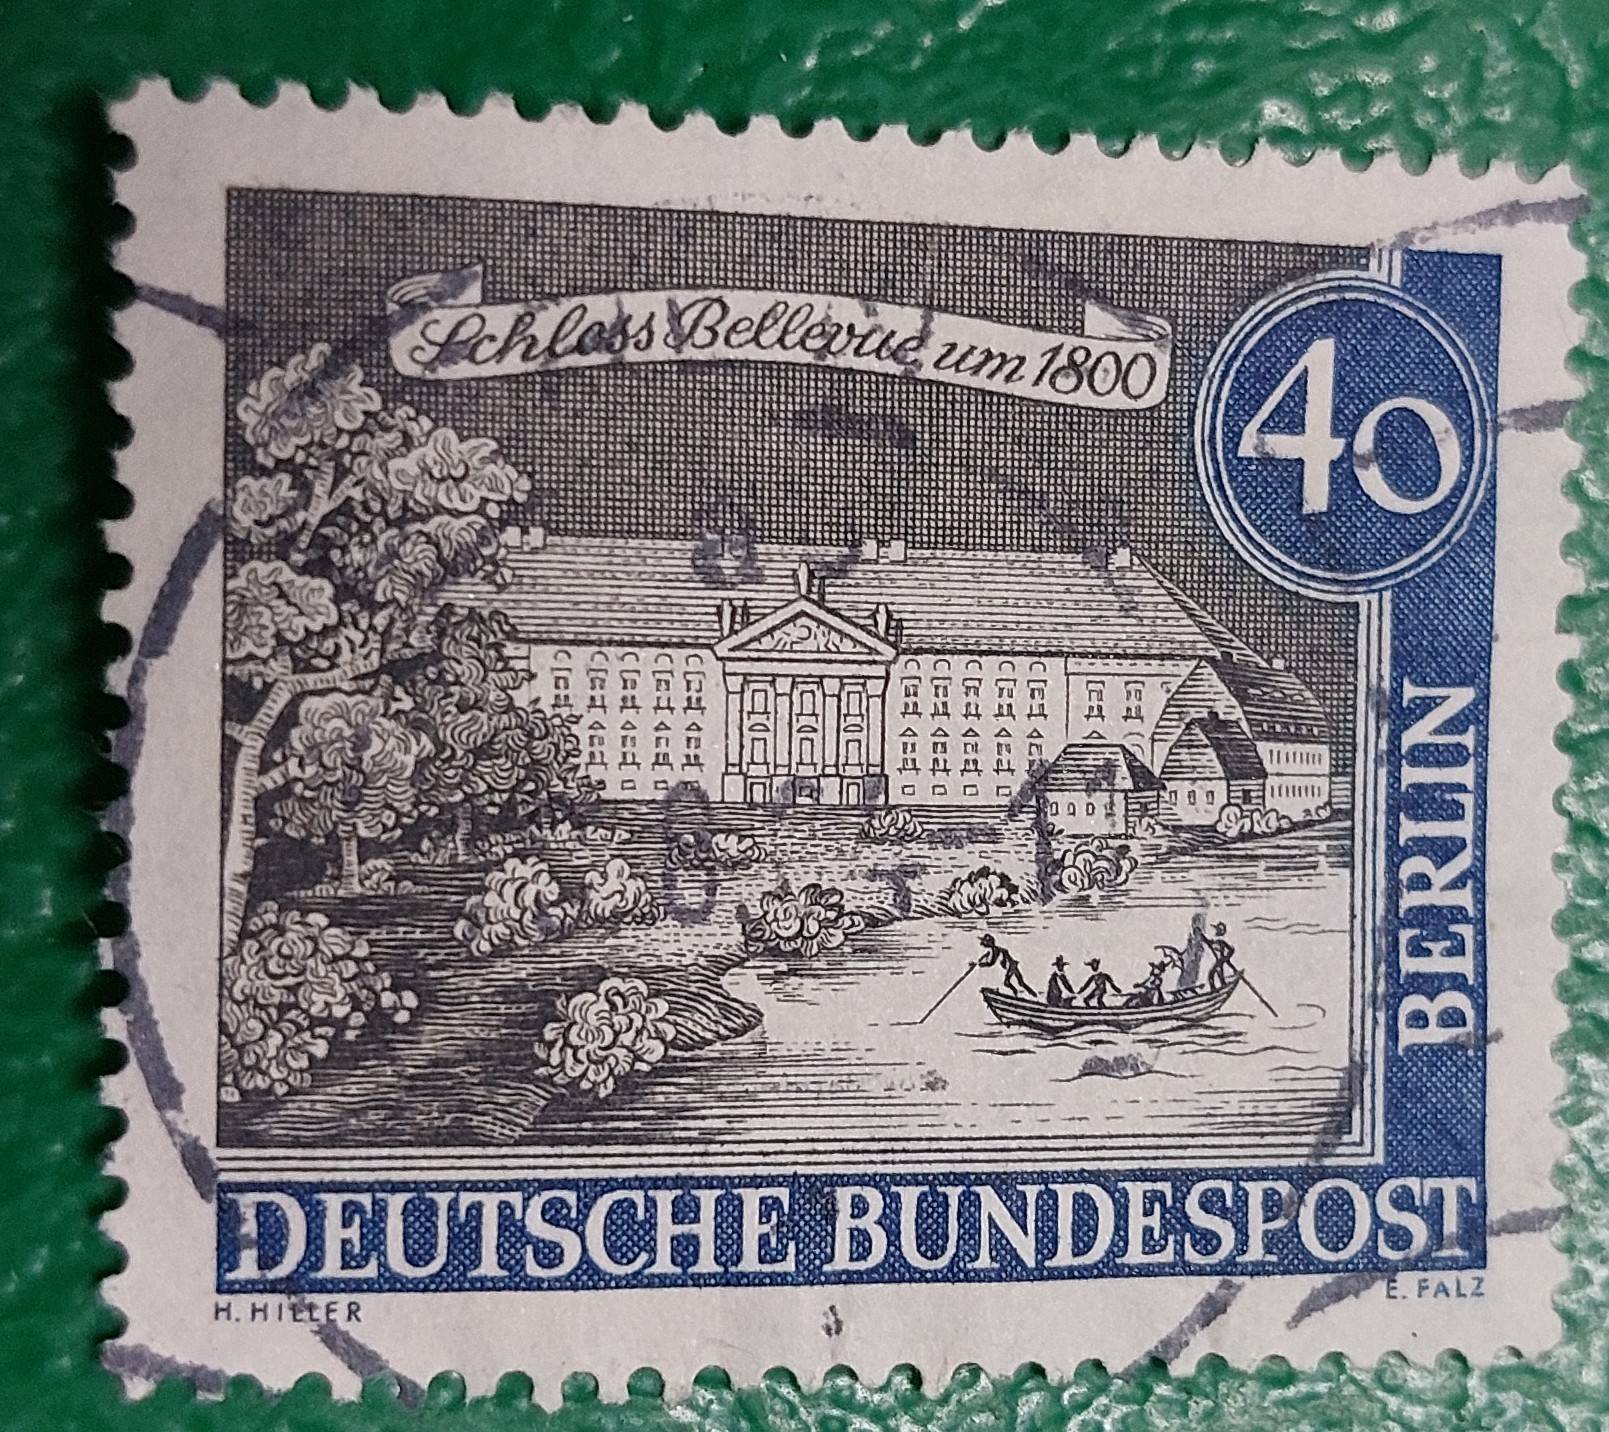 Schloss Bellevue um 1800
40
BERLIN
DEUTSCHE BUNDESPOST
H. HILLER
E. FALZ